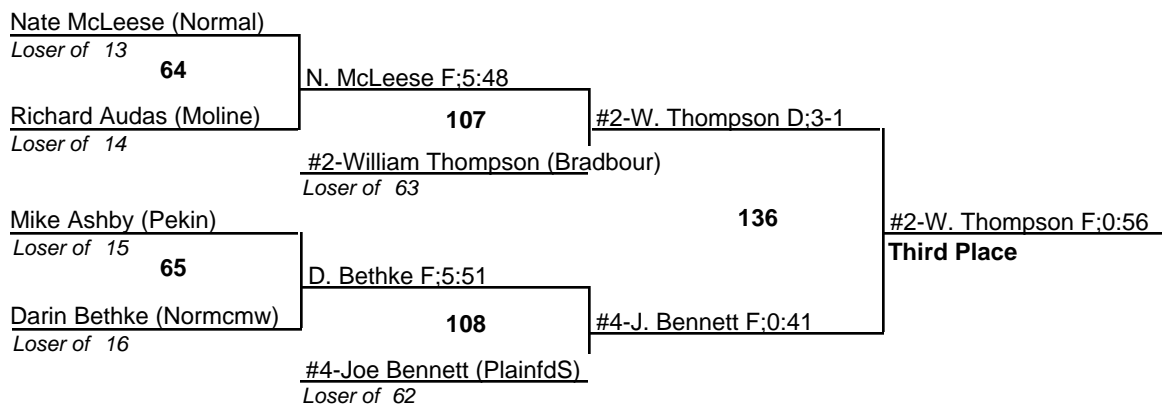 Nate McLeese (Normal)
Loser of 13
64
N. McLeese F;5:48
Richard Audas (Moline)
Loser of 14
107
#2-W. Thompson D;3-1
#2-William Thompson (Bradbour)
Loser of 63
Mike Ashby (Pekin)
Loser of 15
136
#2-W. Thompson F;0:56
Third Place
65
D. Bethke F;5:51
Darin Bethke (Normcmw)
Loser of 16
108
#4-J. Bennett F;0:41
#4-Joe Bennett (PlainfdS)
Loser of 62